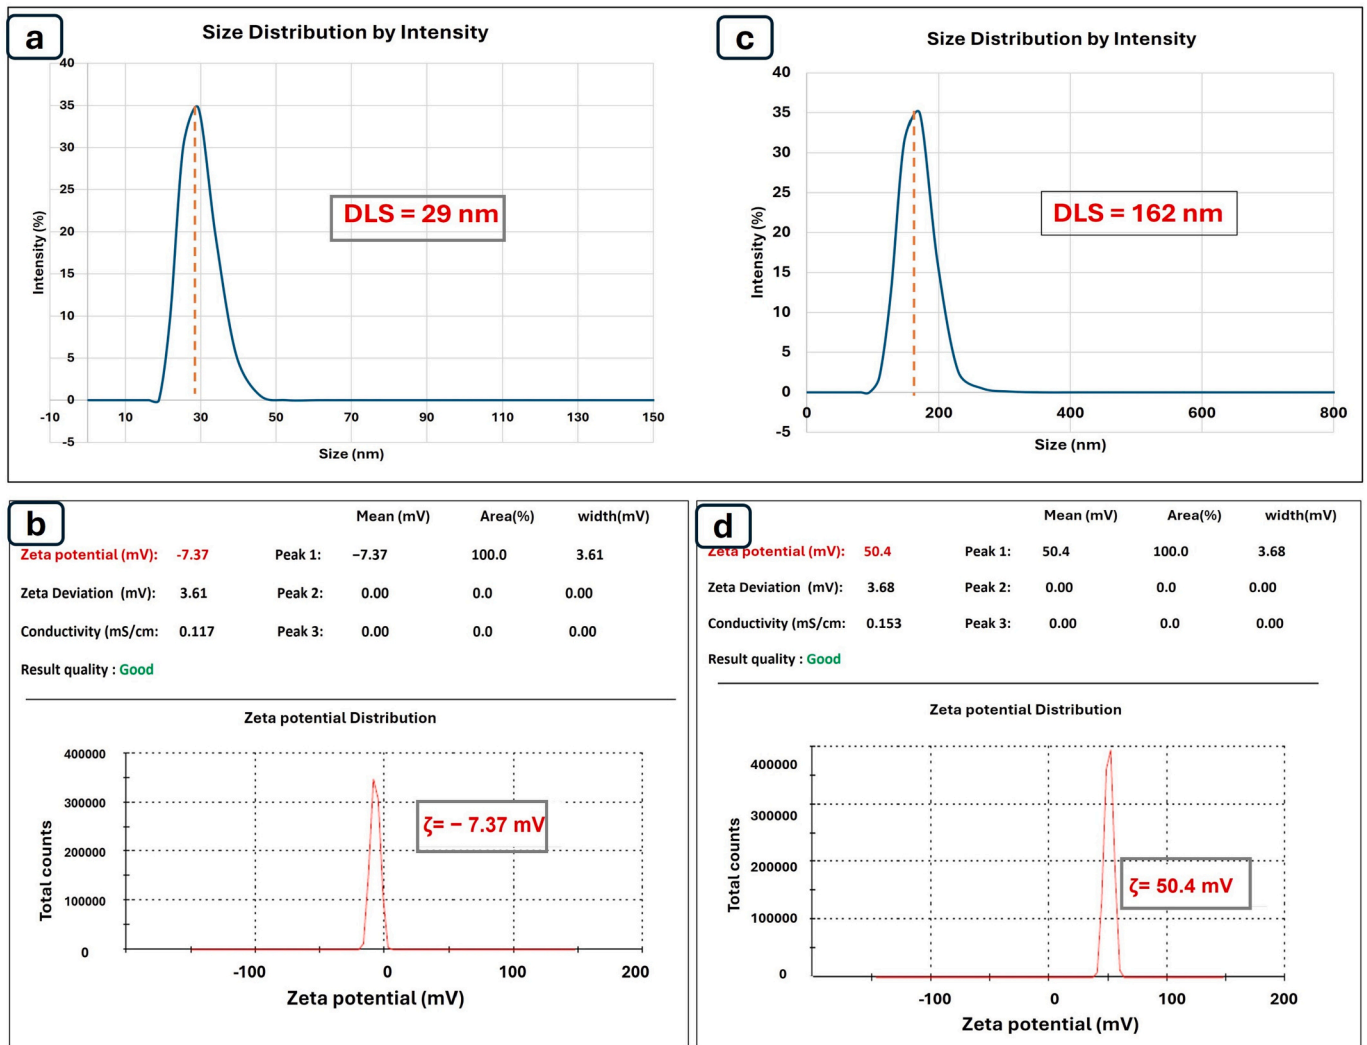 a
Size Distribution by Intensity
40
35
30
25
20
15
10
5
0
-5
Intensity (%)
-10 10 30 50 70 90 110 130 150
Size (nm)
DLS = 29 nm
c
Size Distribution by Intensity
40
35
30
25
20
15
10
5
0
-5
Intensity (%)
0 200 400 600 800
Size (nm)
DLS = 162 nm
b
Mean (mV) Area(%) width(mV)
Zeta potential (mV): -7.37 Peak 1: −7.37 100.0 3.61
Zeta Deviation (mV): 3.61 Peak 2: 0.00 0.0 0.00
Conductivity (mS/cm: 0.117 Peak 3: 0.00 0.0 0.00
Result quality : Good
Zeta potential Distribution
400000
300000
200000
100000
0
Total counts
ζ= − 7.37 mV
-100 0 100 200
Zeta potential (mV)
d
Mean (mV) Area(%) width(mV)
Zeta potential (mV): 50.4 Peak 1: 50.4 100.0 3.68
Zeta Deviation (mV): 3.68 Peak 2: 0.00 0.0 0.00
Conductivity (mS/cm: 0.153 Peak 3: 0.00 0.0 0.00
Result quality : Good
Zeta potential Distribution
400000
300000
200000
100000
0
Total counts
ζ= 50.4 mV
-100 0 100 200
Zeta potential (mV)